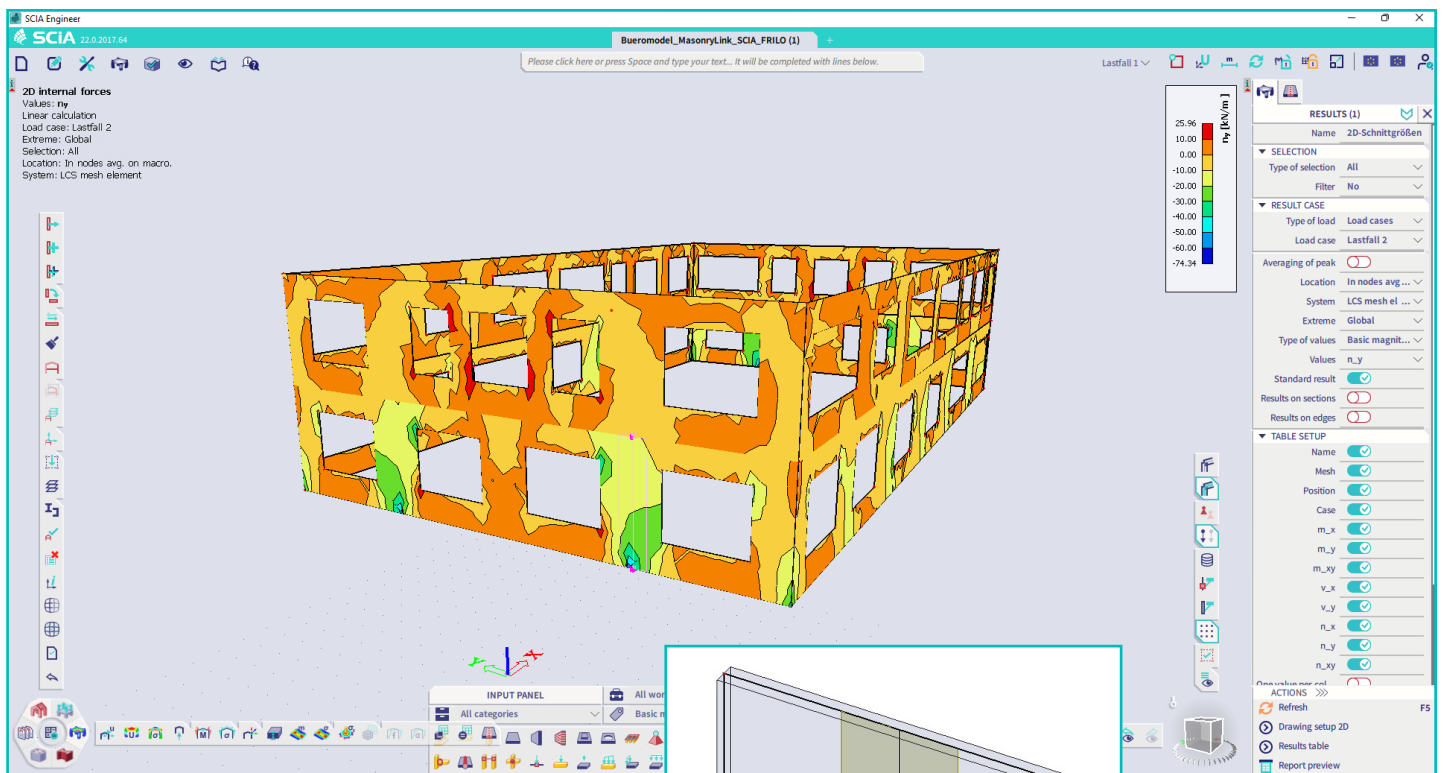 SCIA Engineer
SCiA 22.0.2017.64
Bueromodel_MasonryLink_SCIA_FRILO (1)
Please click here or press Space and type your text... It will be completed with lines below.
Lastfall 1
2D internal forces
Values: ny
Linear calculation
Load case: Lastfall 2
Extreme: Global
Selection: All
Location: In nodes avg. on macro.
System: LCS mesh element
ny [kN/m]
25.96
10.00
0.00
-10.00
-20.00
-30.00
-40.00
-50.00
-60.00
-74.34
RESULTS (1)
Name 2D-Schnittgrößen
SELECTION
Type of selection All
Filter No
RESULT CASE
Type of load Load cases
Load case Lastfall 2
Averaging of peak
Location In nodes avg...
System LCS mesh el ...
Extreme Global
Type of values Basic magnit...
Values n_y
Standard result
Results on sections
Results on edges
TABLE SETUP
Name
Mesh
Position
Case
m_x
m_y
m_xy
v_x
v_y
n_x
n_y
n_xy
One value per col
ACTIONS >>>
Refresh F5
Drawing setup 2D
Results table
Report preview
INPUT PANEL
All wor
All categories
Basic m